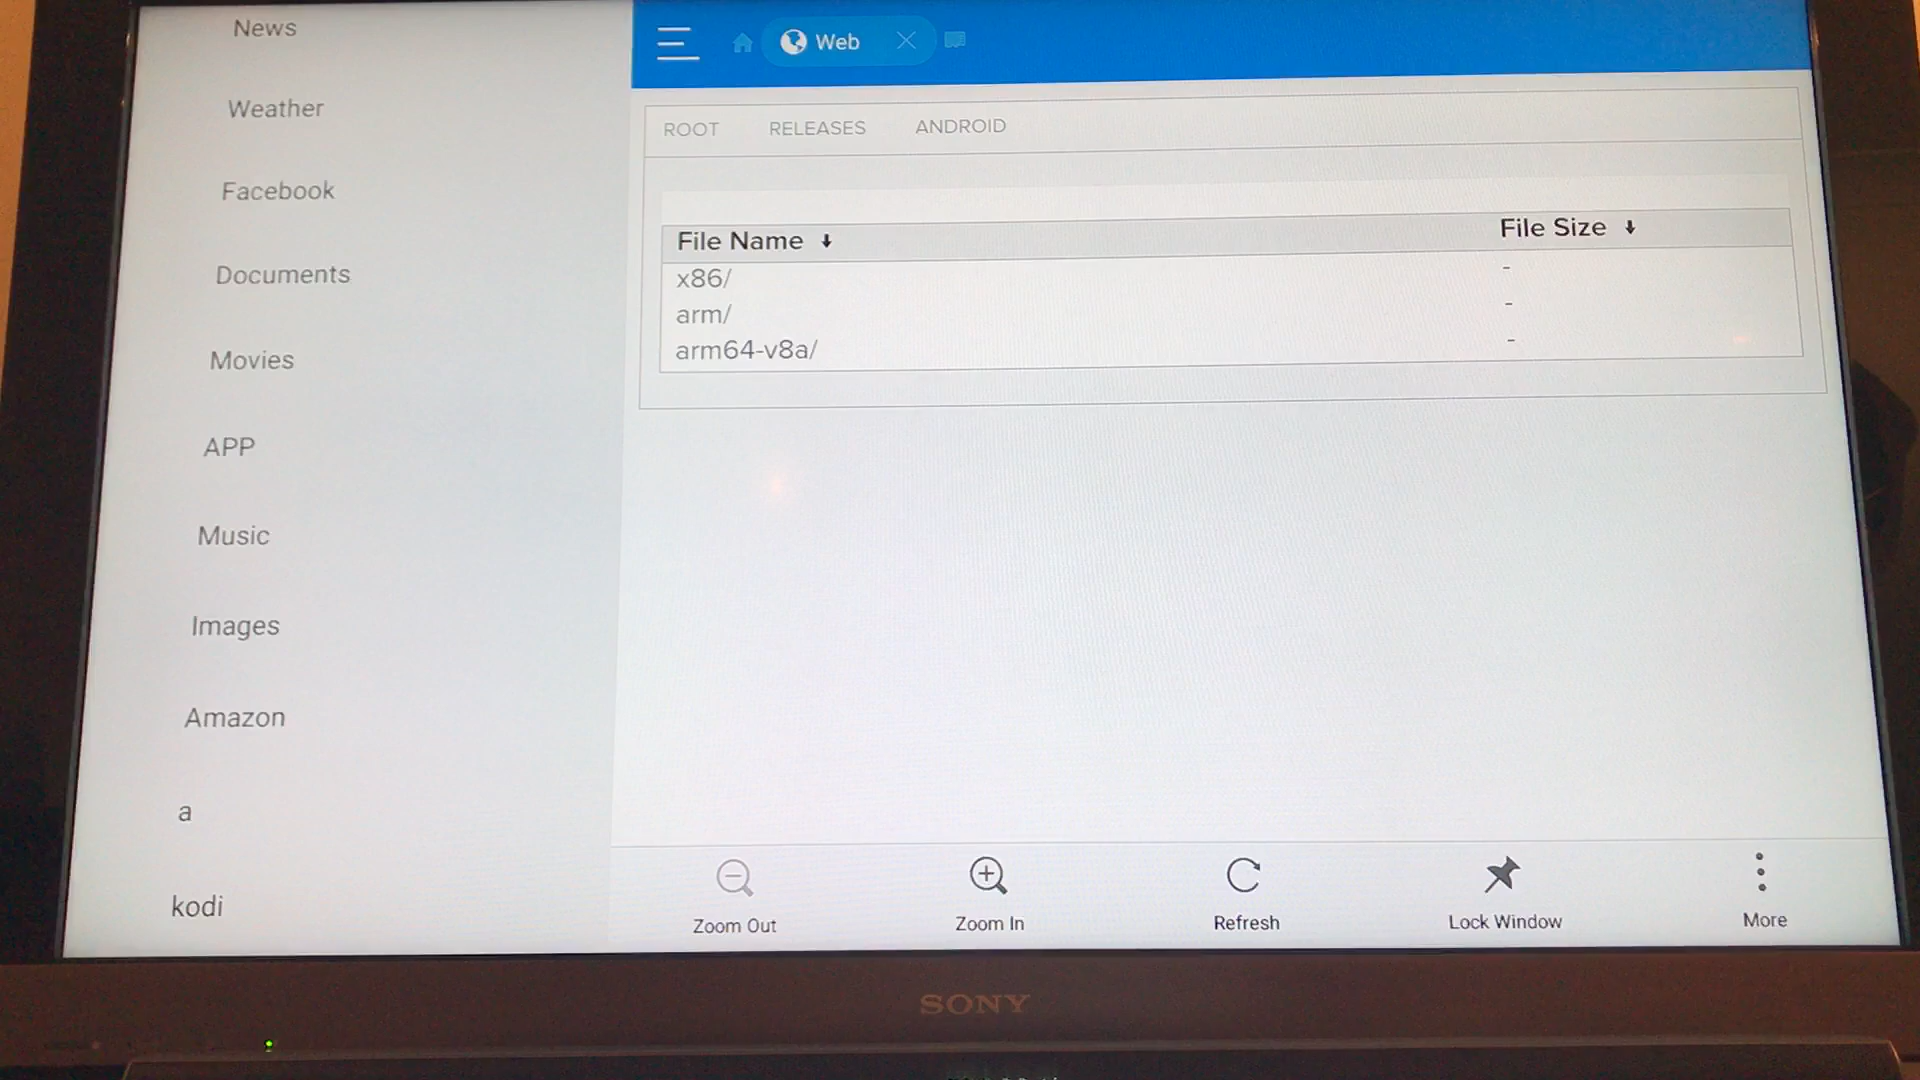 News
Weather
Facebook
Documents
Movies
APP
Music
Images
Amazon
a
kodi
Web
ROOT RELEASES ANDROID
File Name File Size
x86/ -
arm/ -
arm64-v8a/ -
Zoom Out Zoom In Refresh Lock Window More
SONY